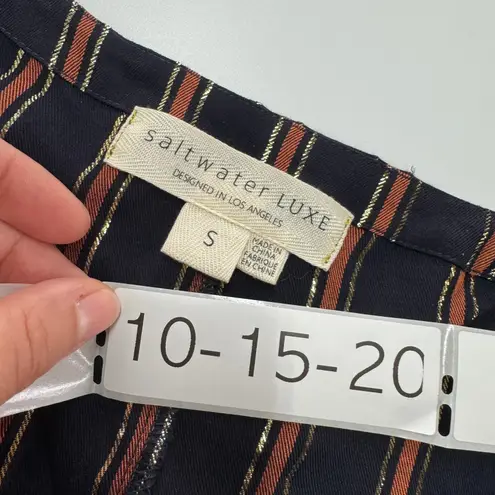 saltwater LUXE
DESIGNED IN LOS ANGELES
S
MADE IN
CHINA
FABRIQUÉ
EN CHINE
10-15-20